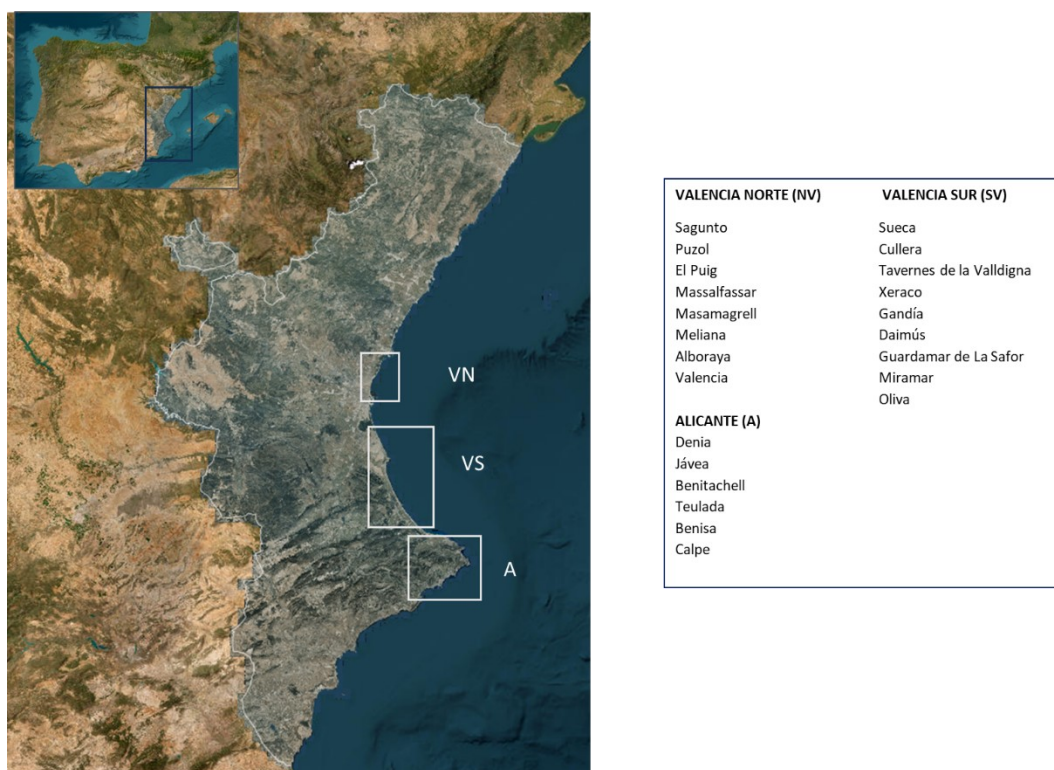 VN
VS
A
VALENCIA NORTE (NV)
Sagunto
Puzol
El Puig
Massalfassar
Masamagrell
Meliana
Alboraya
Valencia
ALICANTE (A)
Denia
Jávea
Benitachell
Teulada
Benisa
Calpe
VALENCIA SUR (SV)
Sueca
Cullera
Tavernes de la Valldigna
Xeraco
Gandía
Daimús
Guardamar de La Safor
Miramar
Oliva